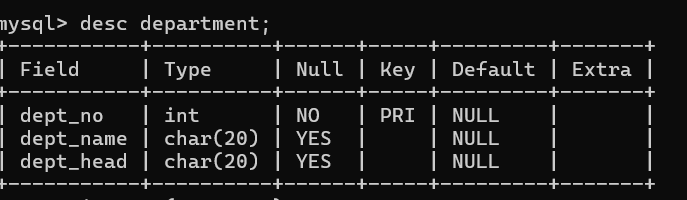 mysql> desc department;
+-----------+----------+------+-----+---------+-------+
| Field     | Type     | Null | Key | Default | Extra |
+-----------+----------+------+-----+---------+-------+
| dept_no   | int      | NO   | PRI | NULL    |       |
| dept_name | char(20) | YES  |     | NULL    |       |
| dept_head | char(20) | YES  |     | NULL    |       |
+-----------+----------+------+-----+---------+-------+